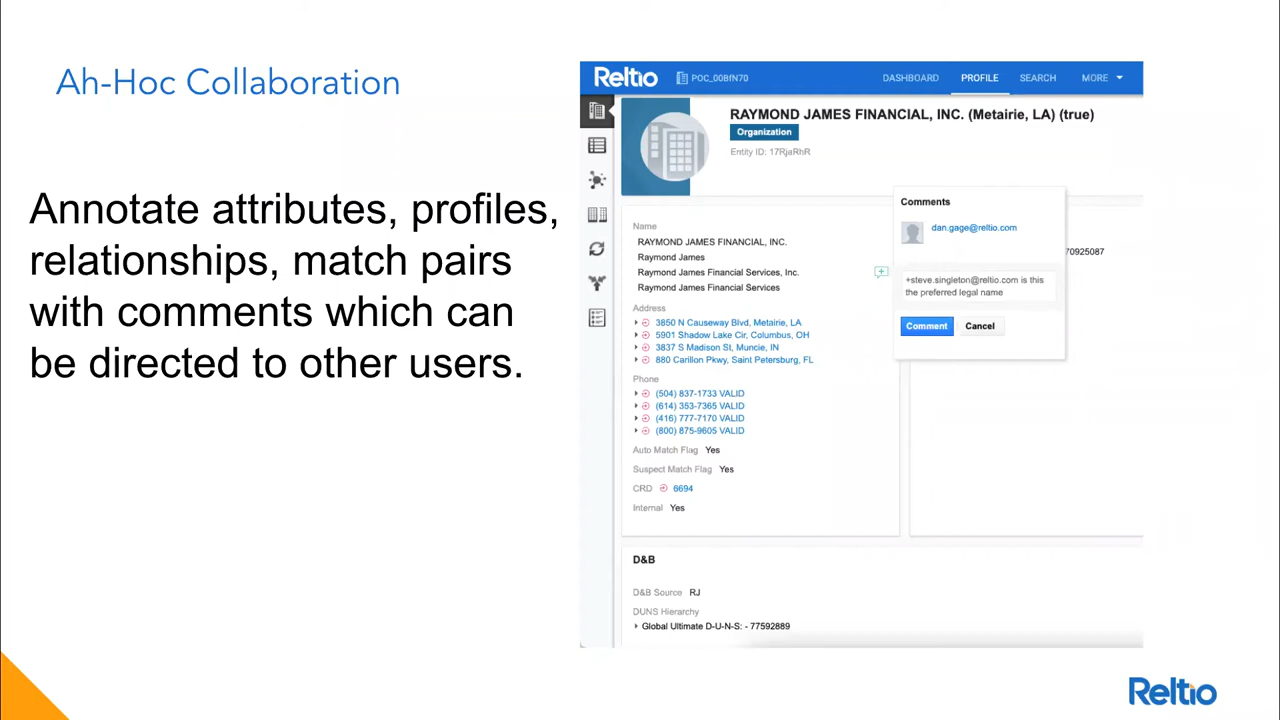 Ah-Hoc Collaboration
Annotate attributes, profiles,
relationships, match pairs
with comments which can
be directed to other users.
Reltio POC_00BfN70 DASHBOARD PROFILE SEARCH MORE
RAYMOND JAMES FINANCIAL, INC. (Metairie, LA) (true)
Organization
Entity ID: 17RjaRhR
Name
RAYMOND JAMES FINANCIAL, INC.
Raymond James
Raymond James Financial Services, Inc.
Raymond James Financial Services
Address
3850 N Causeway Blvd, Metairie, LA
5901 Shadow Lake Cir, Columbus, OH
3837 S Madison St, Muncie, IN
880 Carillon Pkwy, Saint Petersburg, FL
Phone
(504) 837-1733 VALID
(614) 353-7365 VALID
(416) 777-7170 VALID
(800) 875-9605 VALID
Auto Match Flag Yes
Suspect Match Flag Yes
CRD 6694
Internal Yes
Comments
dan.gage@reltio.com
70925087
+steve.singleton@reltio.com is this
the preferred legal name
Comment Cancel
D&B
D&B Source RJ
DUNS Hierarchy
Global Ultimate D-U-N-S: - 77592889
Reltio